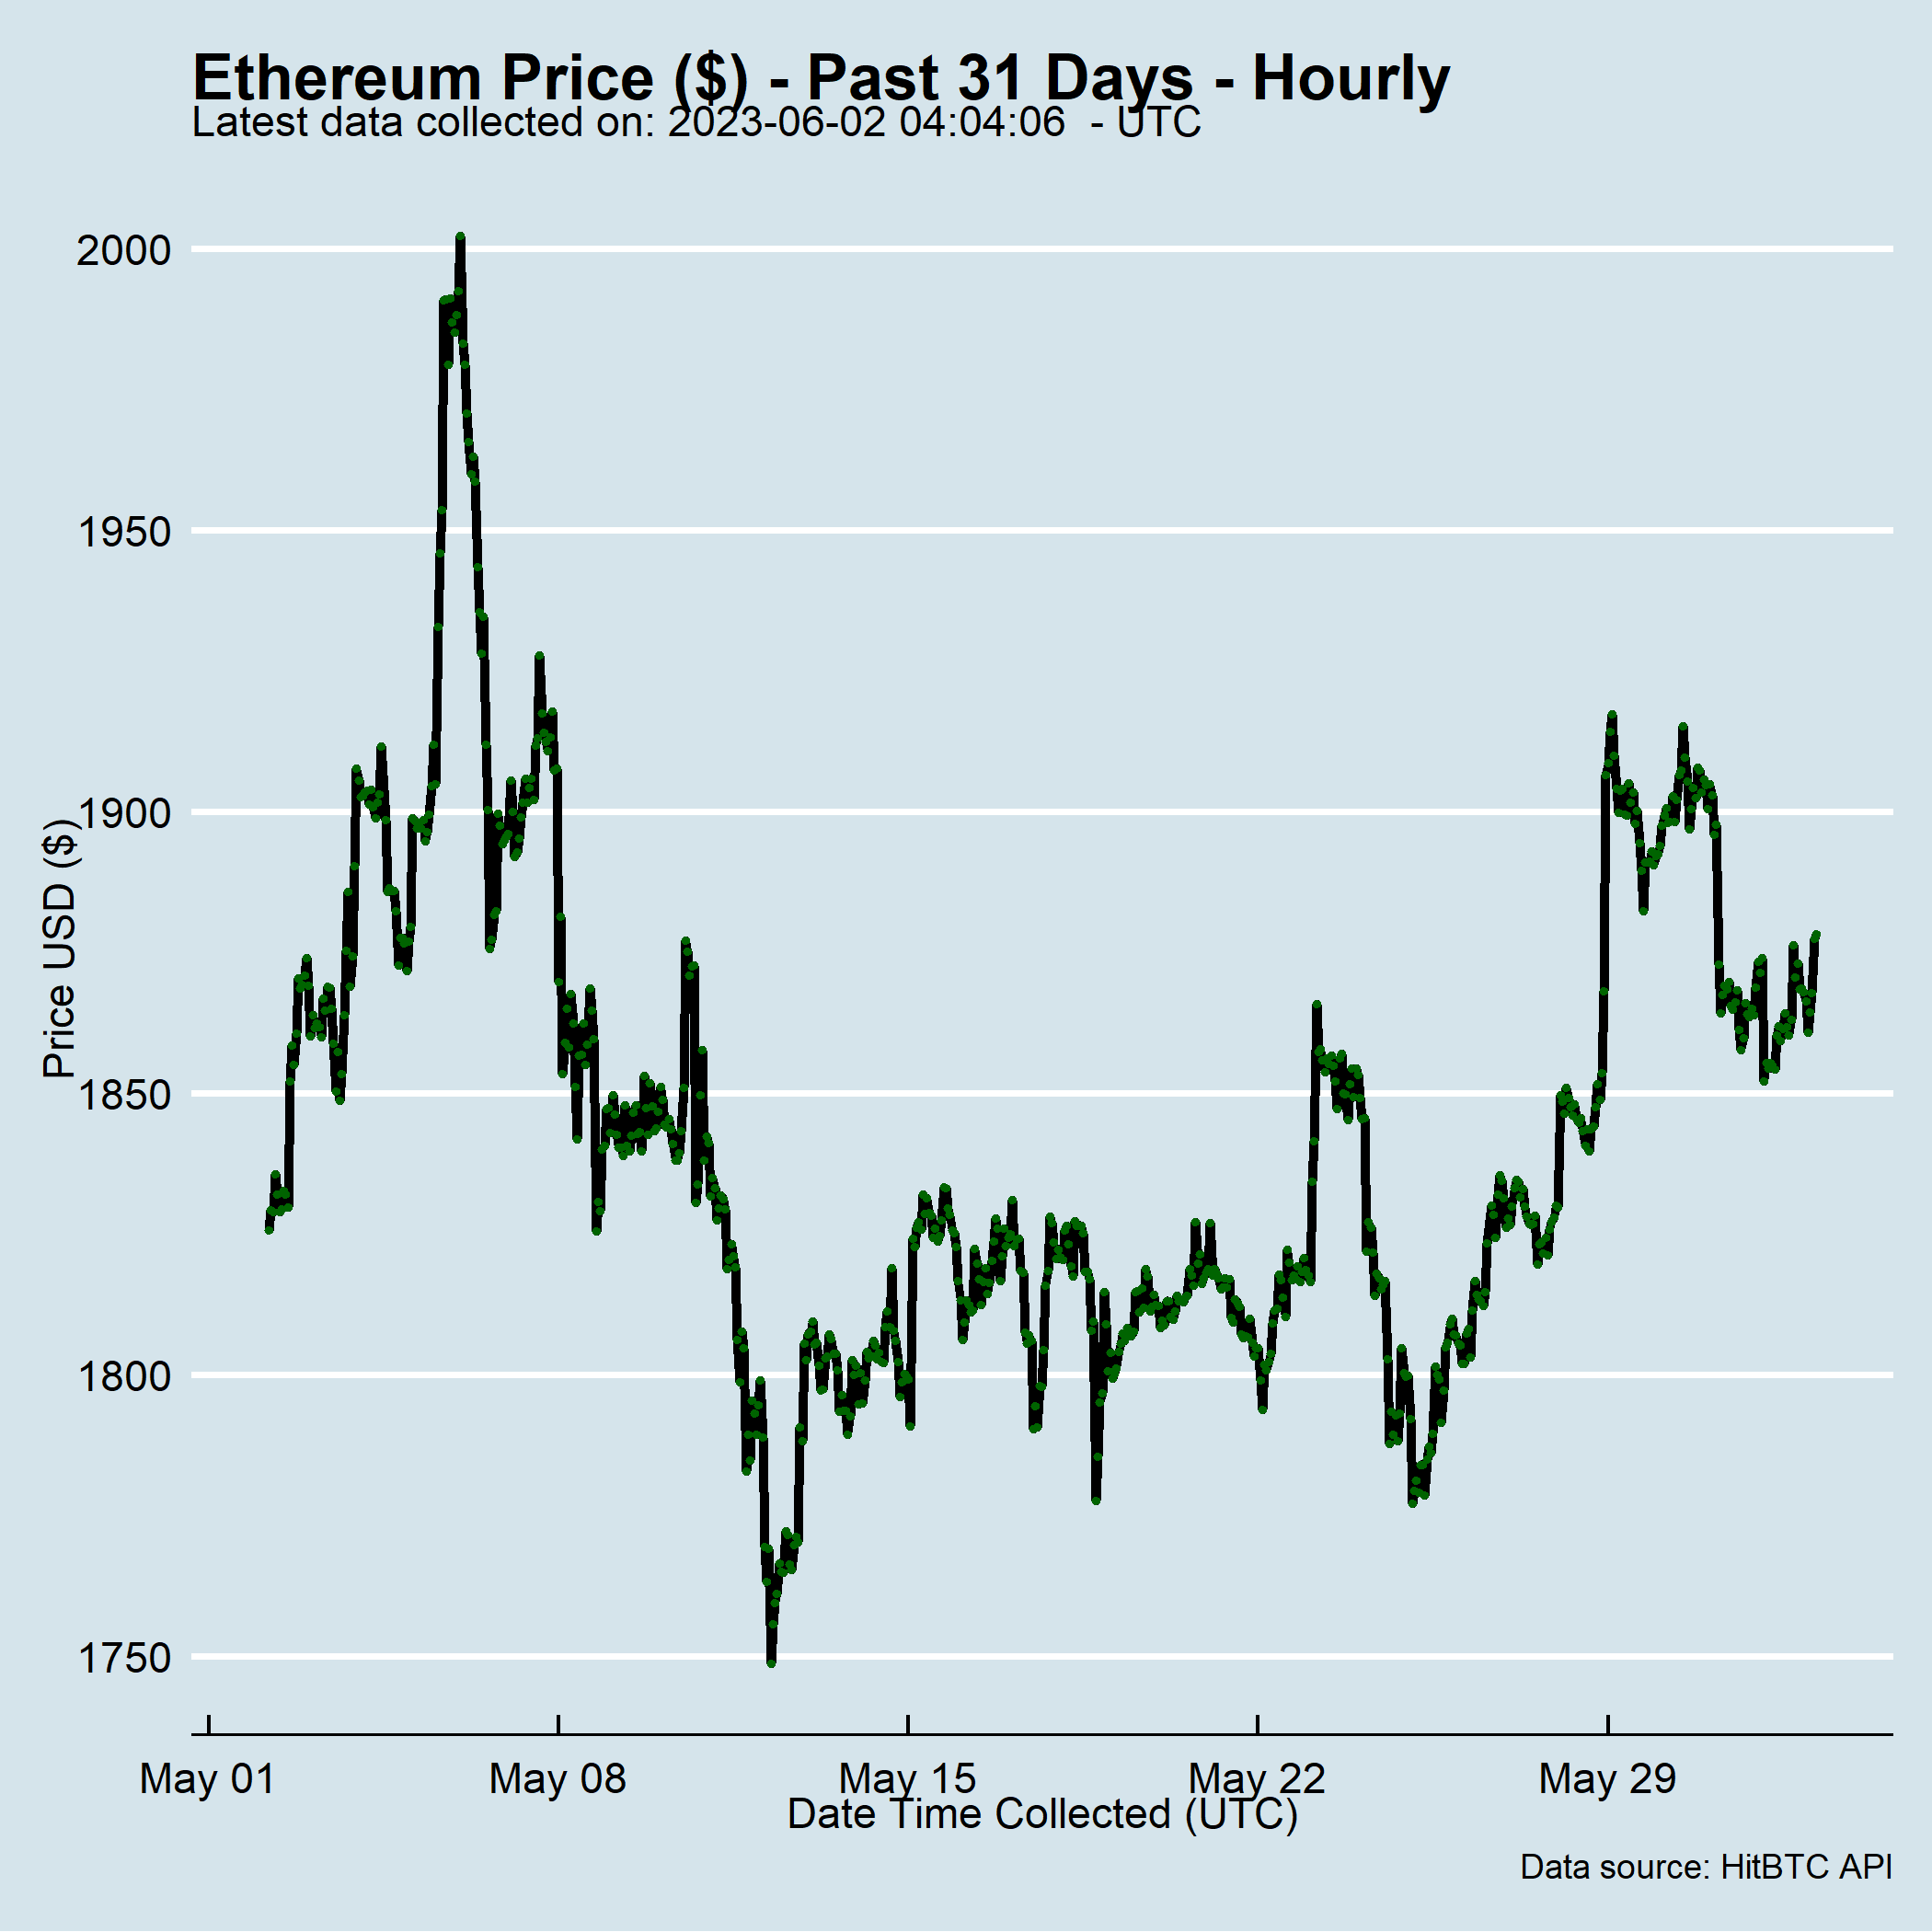 Ethereum Price ($) - Past 31 Days - Hourly
Latest data collected on: 2023-06-02 04:04:06  - UTC
Price USD ($)
2000
1950
1900
1850
1800
1750
May 01 May 08 May 15 May 22 May 29
Date Time Collected (UTC)
Data source: HitBTC API